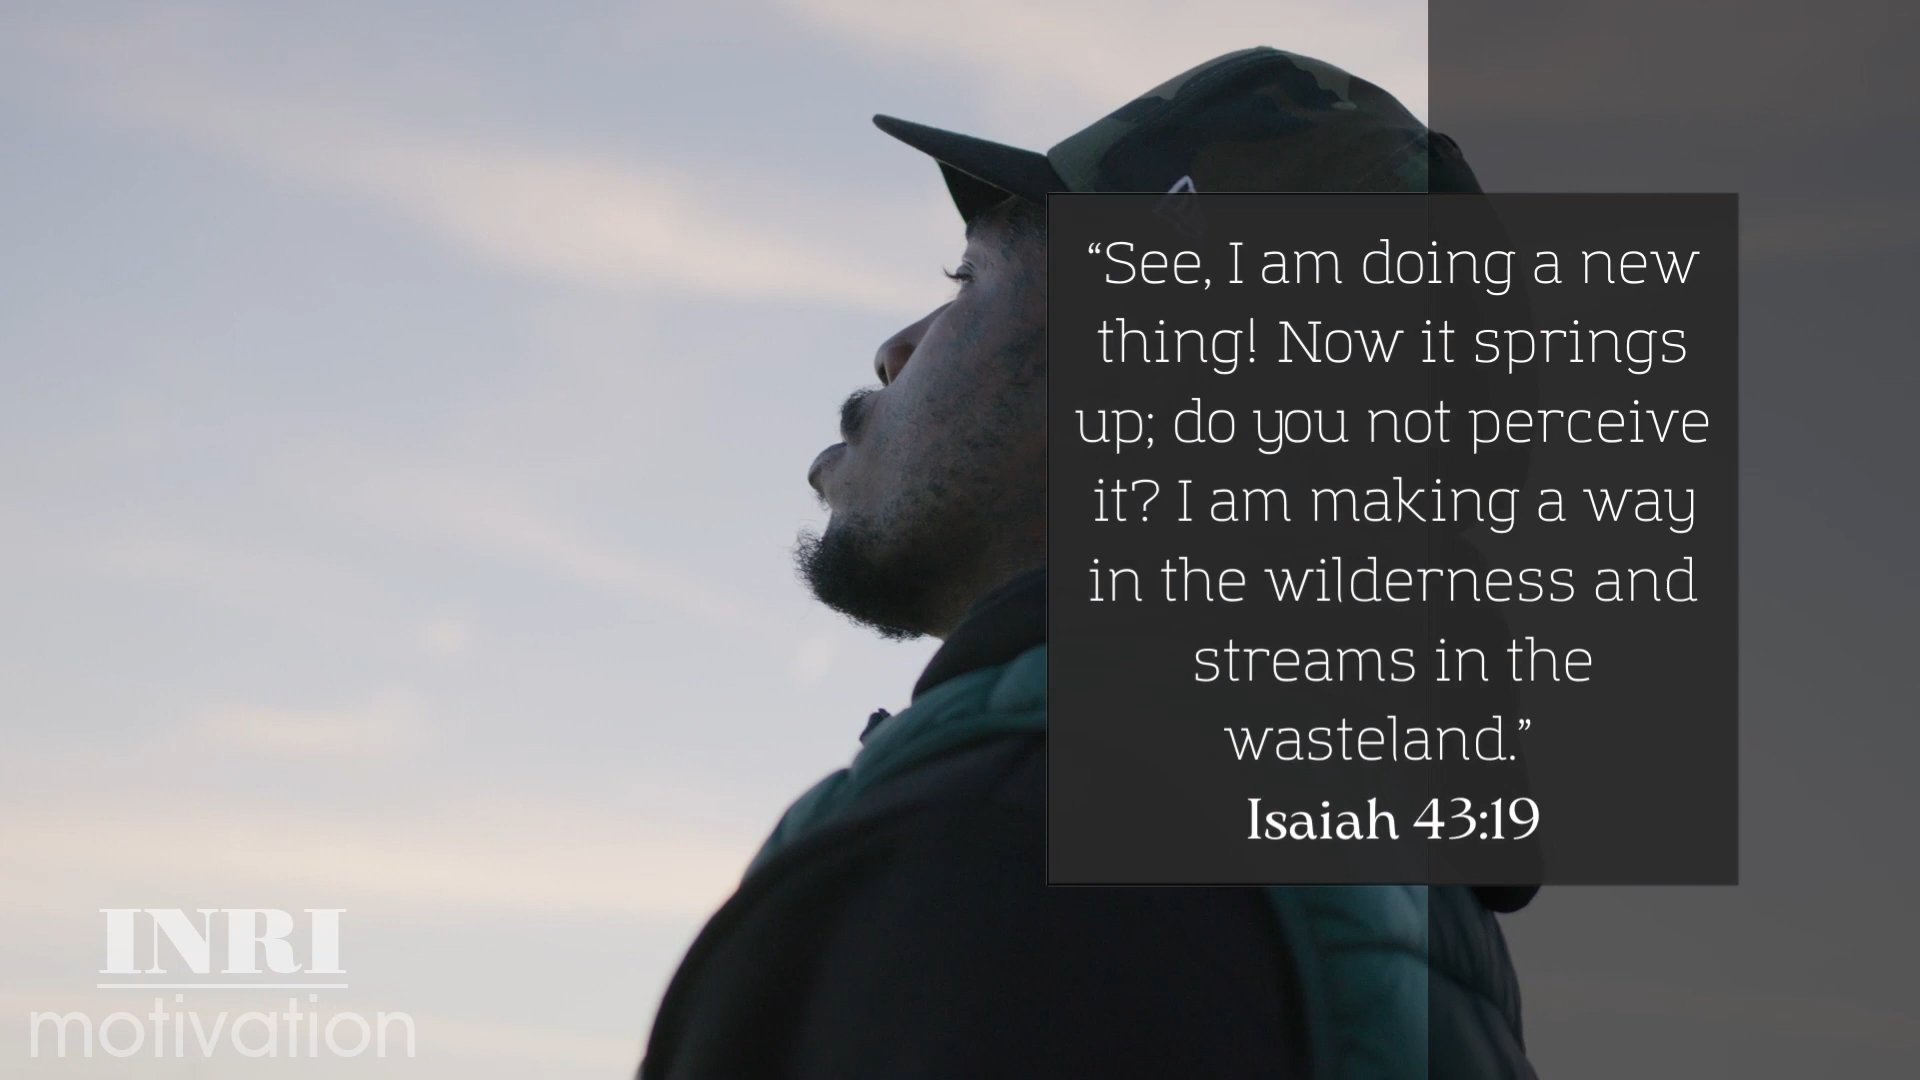 “See, I am doing a new
thing! Now it springs
up; do you not perceive
it? I am making a way
in the wilderness and
streams in the
wasteland.”
Isaiah 43:19
INRI
motivation